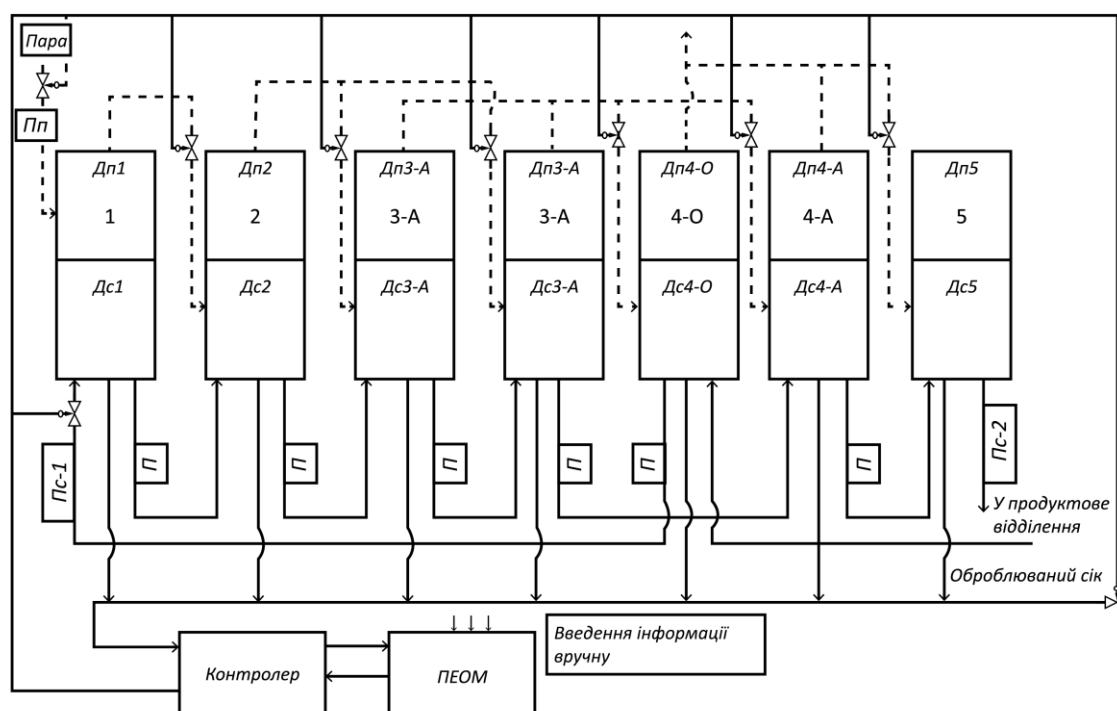 Пара
Пп
Дп1
Дп2
Дп3-А
Дп3-А
Дп4-О
Дп4-А
Дп5
1
2
3-А
3-А
4-О
4-А
5
Дс1
Дс2
Дс3-А
Дс3-А
Дс4-О
Дс4-А
Дс5
Пс-1
П
П
П
П
П
П
Пс-2
У продуктове
відділення
Оброблюваний сік
Введення інформації
вручну
Контролер
ПЕОМ